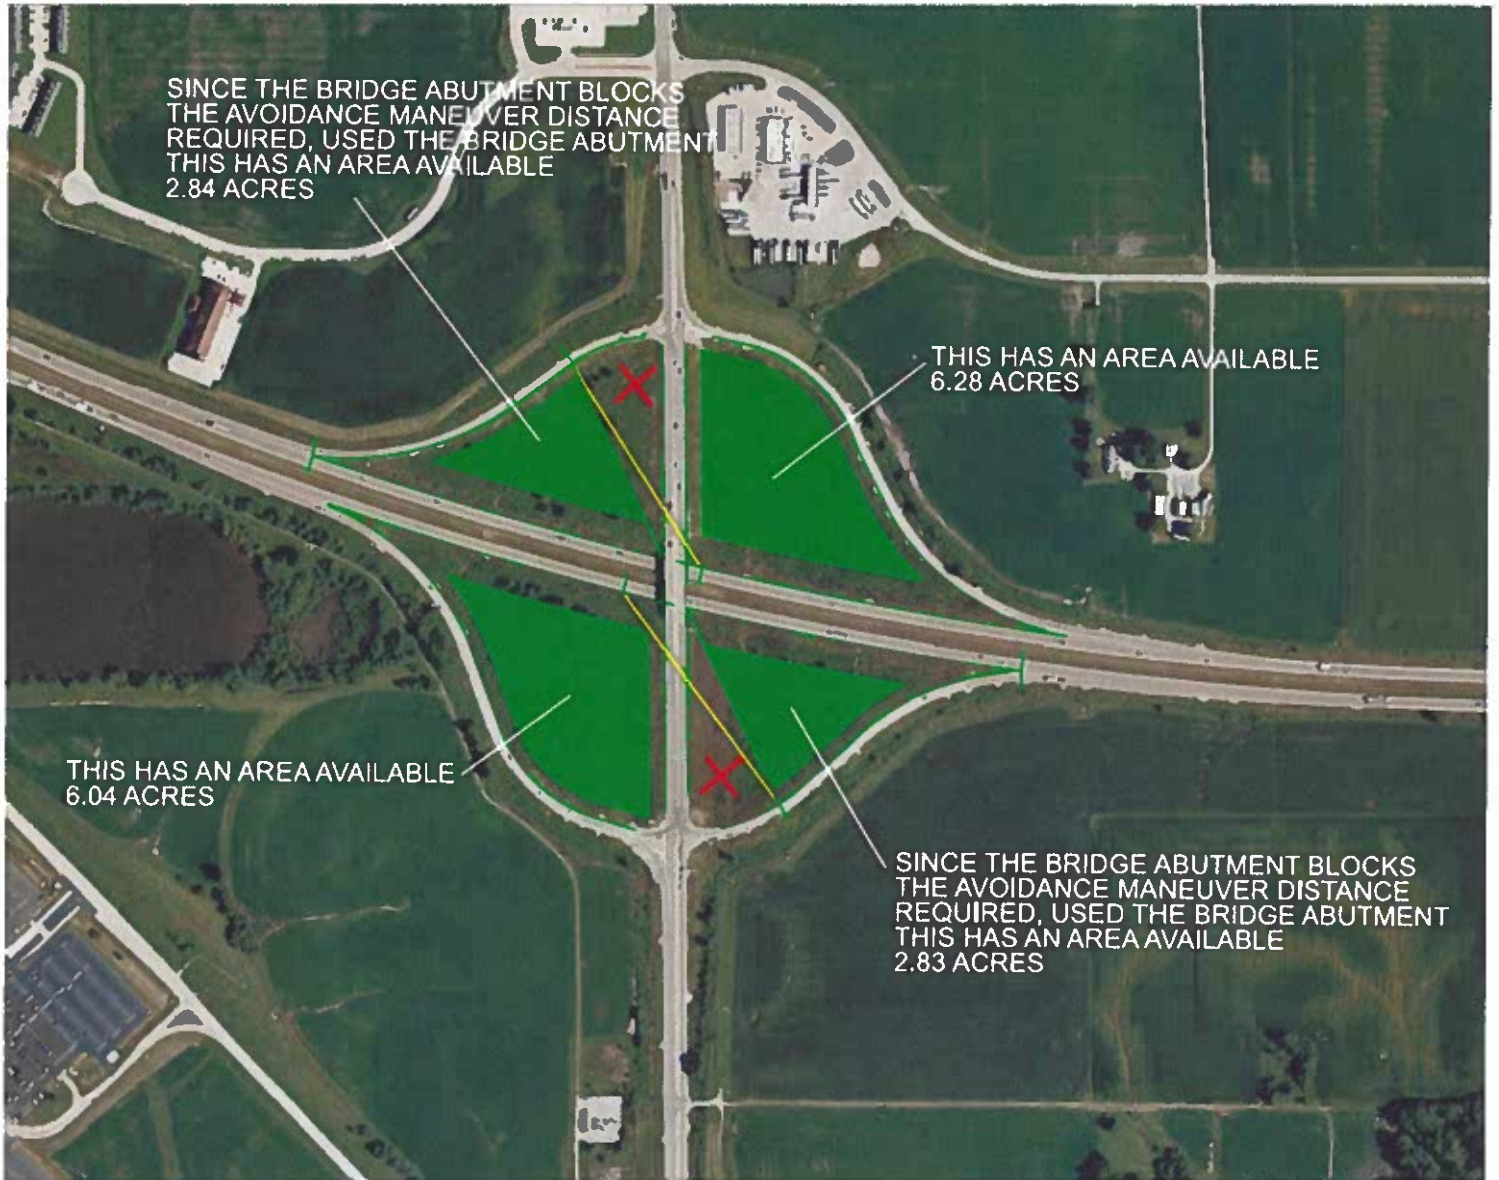 SINCE THE BRIDGE ABUTMENT BLOCKS
THE AVOIDANCE MANEUVER DISTANCE
REQUIRED, USED THE BRIDGE ABUTMENT
THIS HAS AN AREA AVAILABLE
2.84 ACRES
THIS HAS AN AREA AVAILABLE
6.28 ACRES
THIS HAS AN AREA AVAILABLE
6.04 ACRES
SINCE THE BRIDGE ABUTMENT BLOCKS
THE AVOIDANCE MANEUVER DISTANCE
REQUIRED, USED THE BRIDGE ABUTMENT
THIS HAS AN AREA AVAILABLE
2.83 ACRES